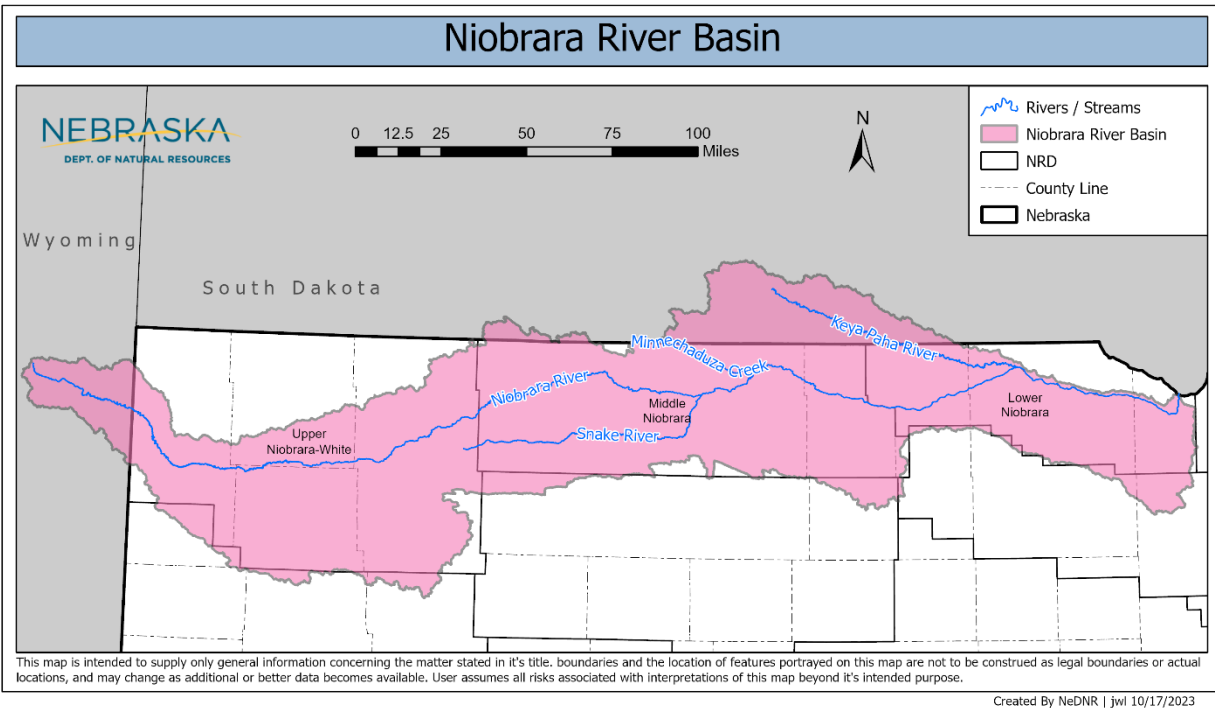 Niobrara River Basin
NEBRASKA
DEPT. OF NATURAL RESOURCES
0 12.5 25 50 75 100
Miles
N
Rivers / Streams
Niobrara River Basin
NRD
County Line
Nebraska
Wyoming
South Dakota
Keya Paha River
Minnechaduza Creek
Niobrara River
Middle
Niobrara
Lower
Niobrara
Upper
Niobrara-White
Snake River
This map is intended to supply only general information concerning the matter stated in it's title. boundaries and the location of features portrayed on this map are not to be construed as legal boundaries or actual
locations, and may change as additional or better data becomes available. User assumes all risks associated with interpretations of this map beyond it's intended purpose.
Created By NeDNR | jwl 10/17/2023